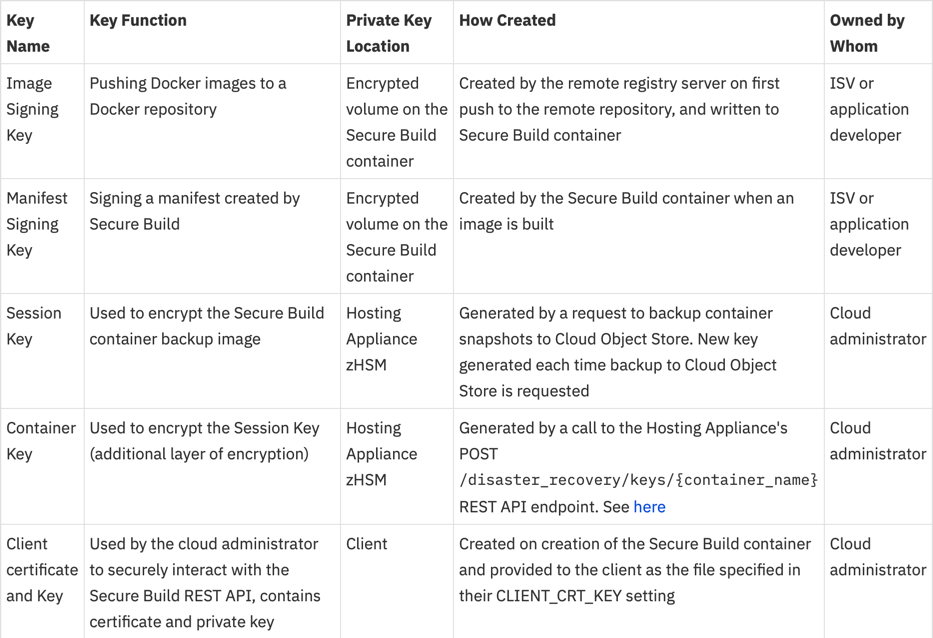 Key Name
Key Function
Private Key Location
How Created
Owned by Whom
Image Signing Key
Pushing Docker images to a
Docker repository
Encrypted
volume on the
Secure Build
container
Created by the remote registry server on first
push to the remote repository, and written to
Secure Build container
ISV or
application
developer
Manifest
Signing
Key
Signing a manifest created by
Secure Build
Encrypted
volume on the
Secure Build
container
Created by the Secure Build container when an
image is built
ISV or
application
developer
Session
Key
Used to encrypt the Secure Build
container backup image
Hosting
Appliance
zHSM
Generated by a request to backup container
snapshots to Cloud Object Store. New key
generated each time backup to Cloud Object
Store is requested
Cloud
administrator
Container
Key
Used to encrypt the Session Key
(additional layer of encryption)
Hosting
Appliance
zHSM
Generated by a call to the Hosting Appliance's
POST
/disaster_recovery/keys/{container_name}
REST API endpoint. See here
Cloud
administrator
Client
certificate
and Key
Used by the cloud administrator
to securely interact with the
Secure Build REST API, contains
certificate and private key
Client
Created on creation of the Secure Build container
and provided to the client as the file specified in
their CLIENT_CRT_KEY setting
Cloud
administrator